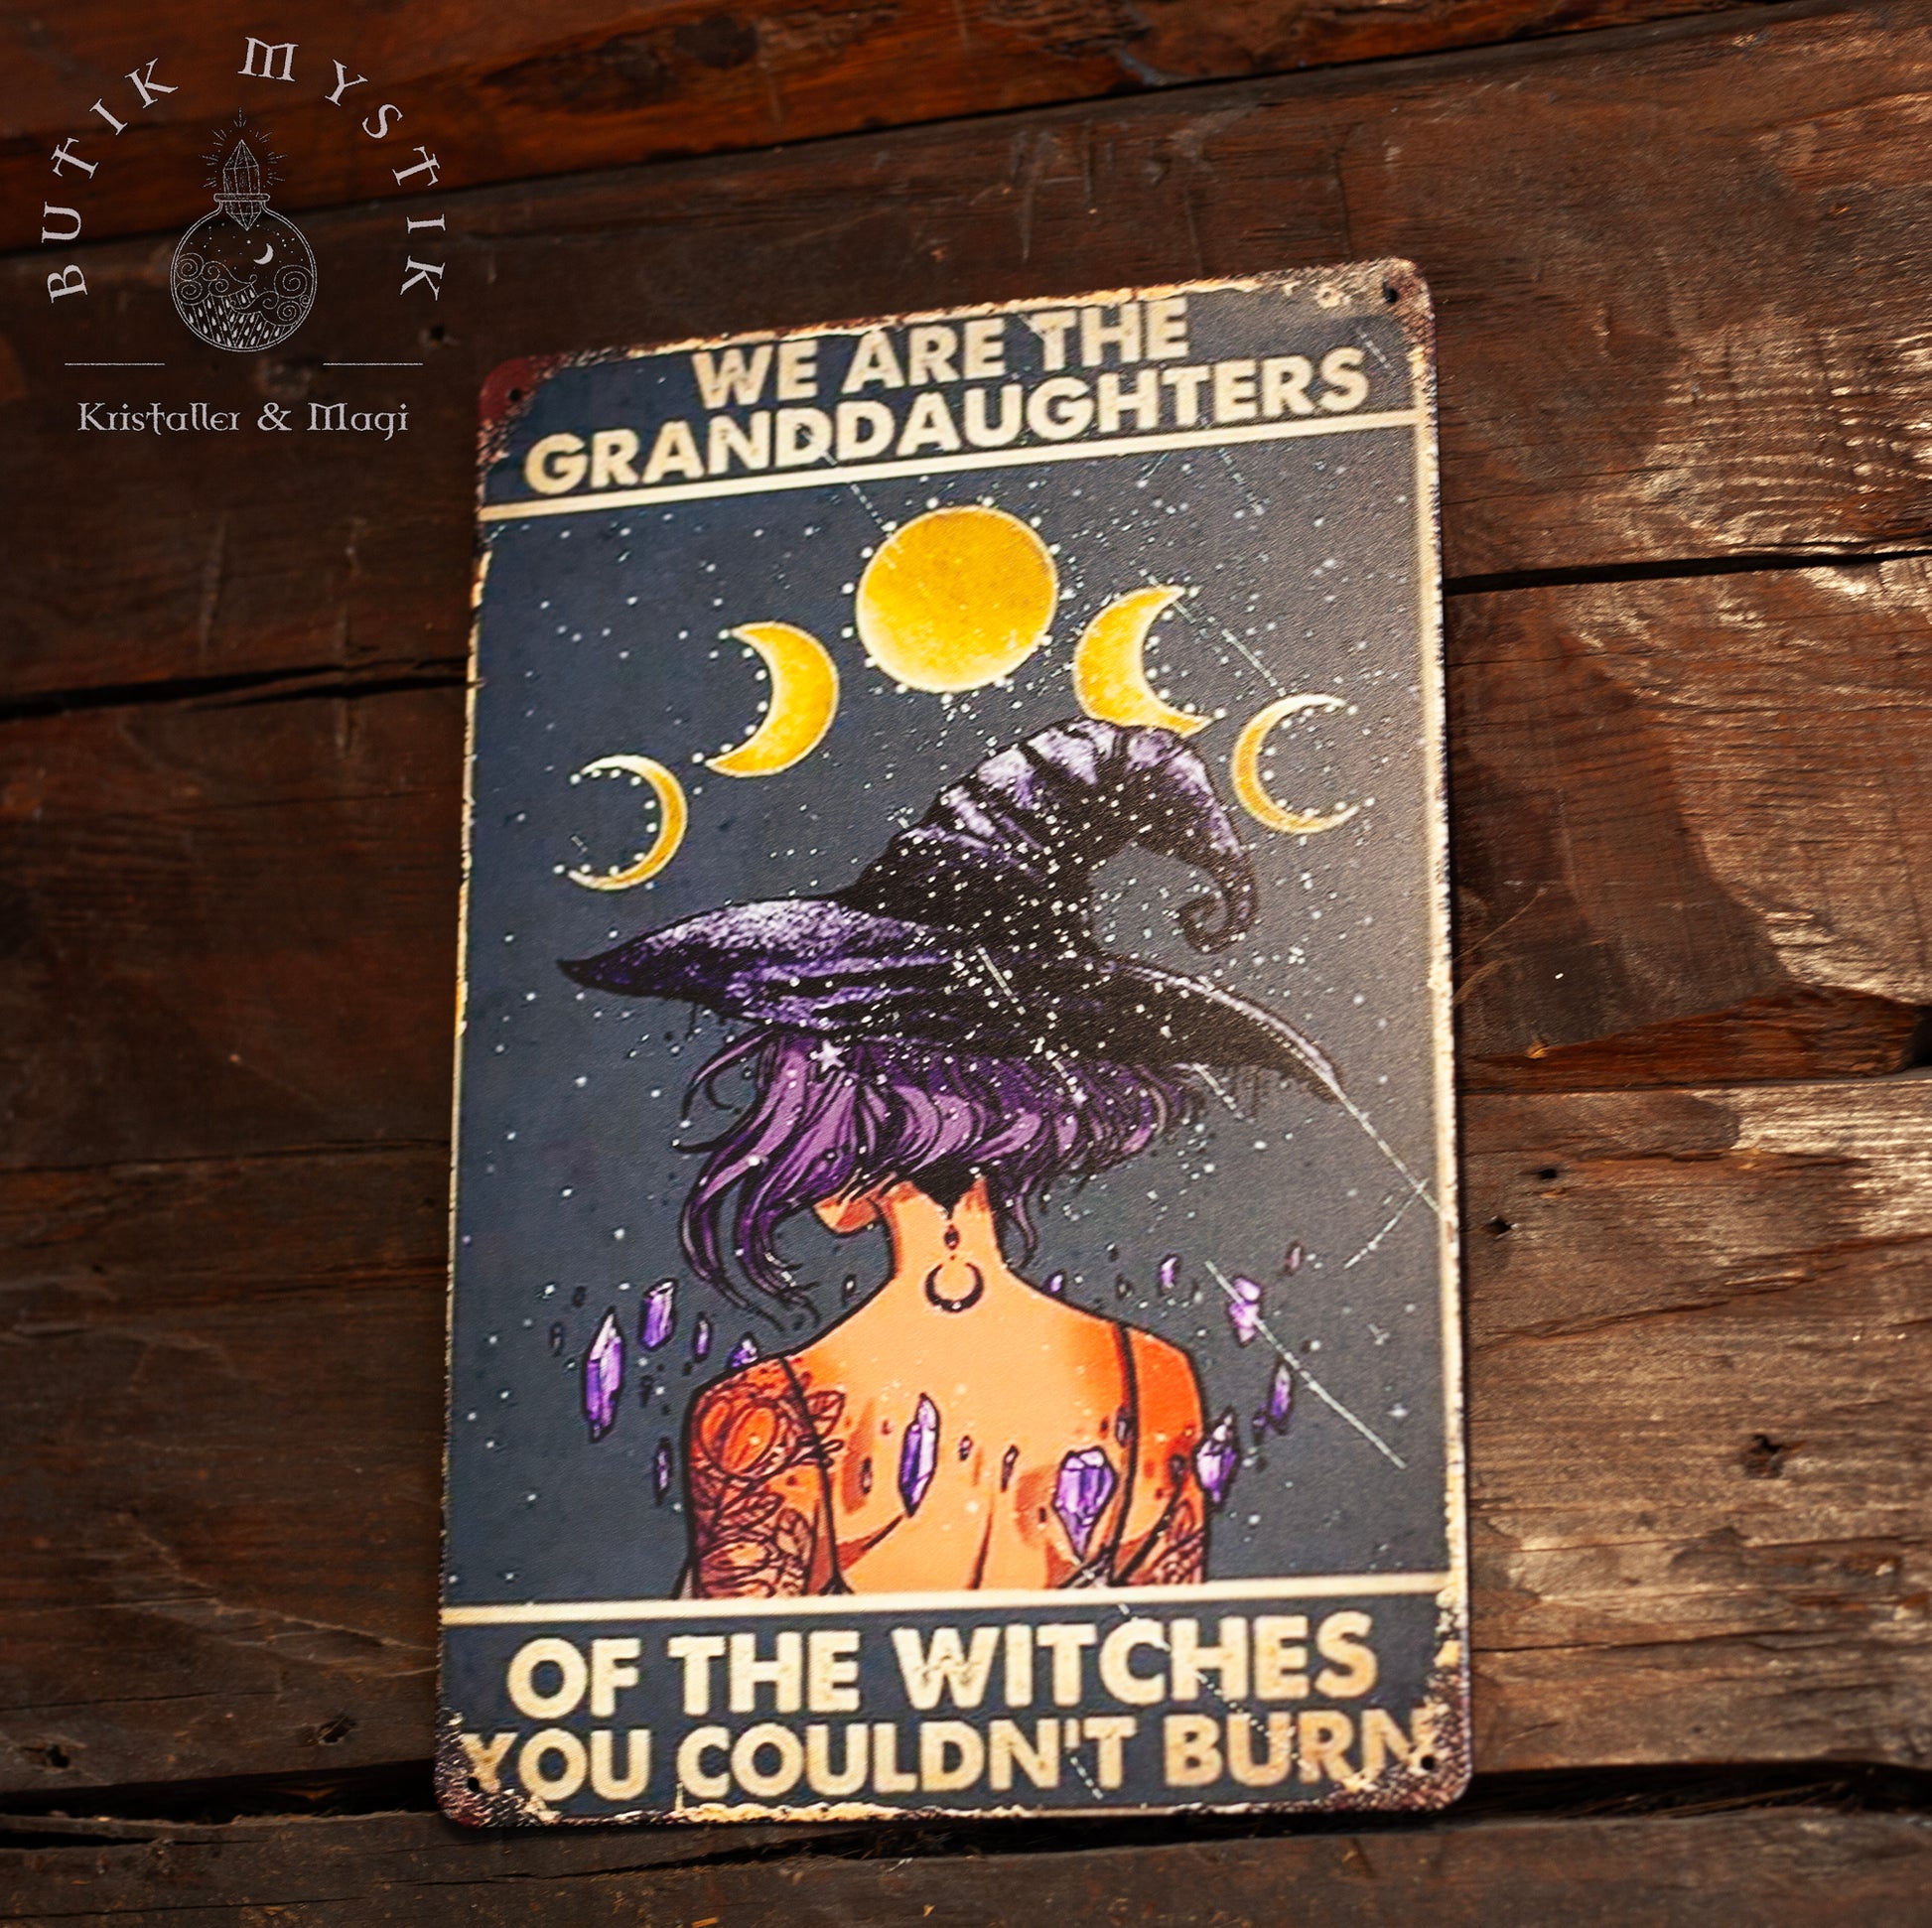 BUTIK MYSTIK
Kristaller & Magi
WE ARE THE
GRANDDAUGHTERS
OF THE WITCHES
YOU COULDN'T BURN